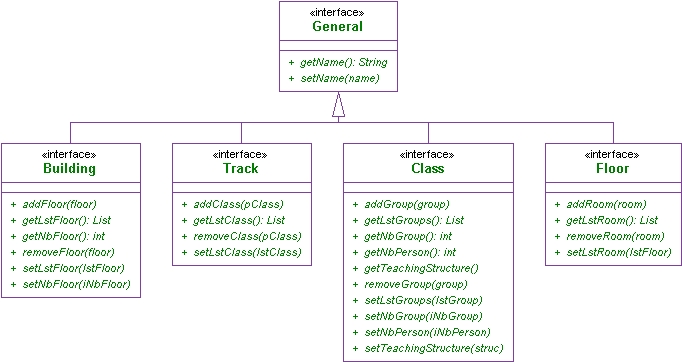 «interface»
General
+ getName(): String
+ setName(name)
«interface»
Building
+ addFloor(floor)
+ getLstFloor(): List
+ getNbFloor(): int
+ removeFloor(floor)
+ setLstFloor(lstFloor)
+ setNbFloor(iNbFloor)
«interface»
Track
+ addClass(pClass)
+ getLstClass(): List
+ removeClass(pClass)
+ setLstClass(lstClass)
«interface»
Class
+ addGroup(group)
+ getLstGroups(): List
+ getNbGroup(): int
+ getNbPerson(): int
+ getTeachingStructure()
+ removeGroup(group)
+ setLstGroups(lstGroup)
+ setNbGroup(iNbGroup)
+ setNbPerson(iNbPerson)
+ setTeachingStructure(struc)
«interface»
Floor
+ addRoom(room)
+ getLstRoom(): List
+ removeRoom(room)
+ setLstRoom(lstFloor)